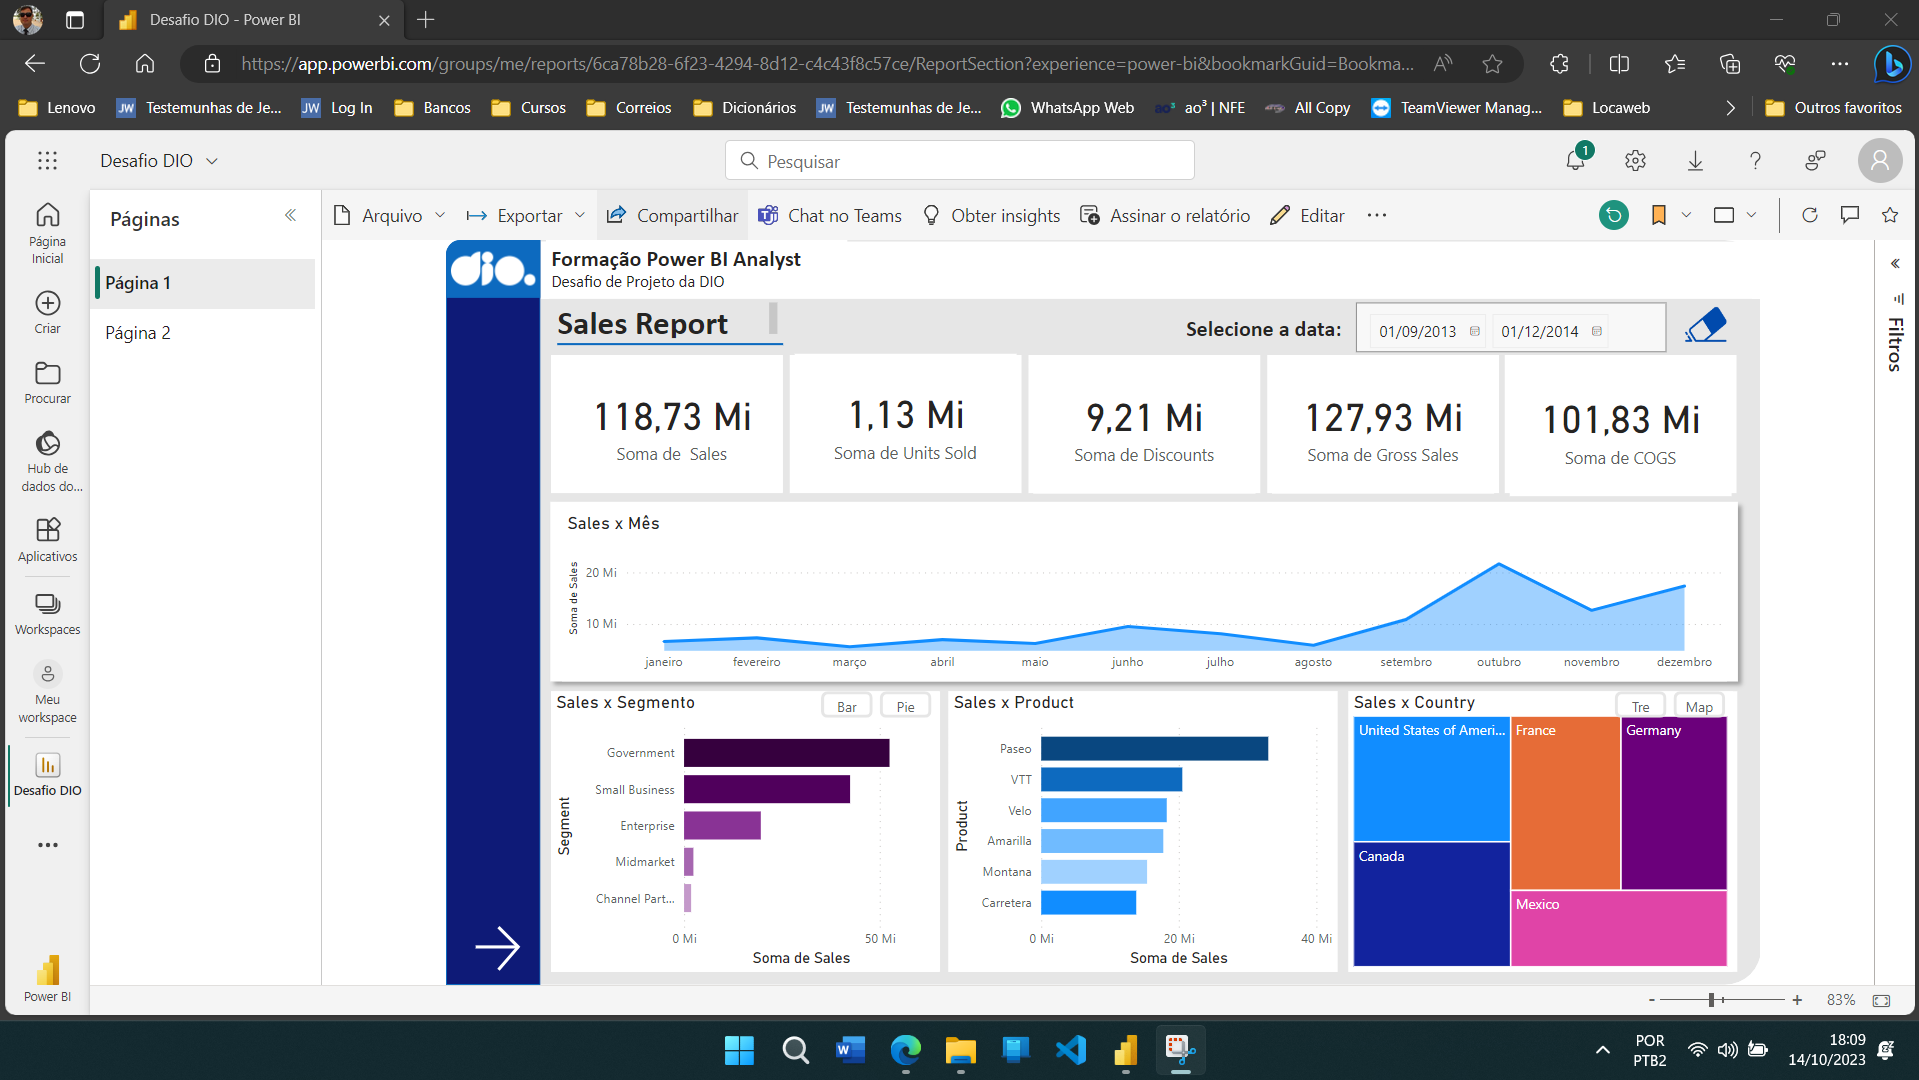 Desafio DIO - Power BI
https://app.powerbi.com/groups/me/reports/6ca78b28-6f23-4294-8d12-c4c43f8c57ce/ReportSection?experience=power-bi&bookmarkGuid=Bookma...
Lenovo
Testemunhas de Je...
Log In
Bancos
Cursos
Correios
Dicionários
Testemunhas de Je...
WhatsApp Web
ao³ | NFE
All Copy
TeamViewer Manag...
Locaweb
Outros favoritos
Desafio DIO
Pesquisar
1
Página Inicial
Criar
Procurar
Hub de dados do...
Aplicativos
Workspaces
Meu workspace
Desafio DIO
Power BI
Páginas
Página 1
Página 2
Arquivo
Exportar
Compartilhar
Chat no Teams
Obter insights
Assinar o relatório
Editar
Filtros
dio.
Formação Power BI Analyst
Desafio de Projeto da DIO
Sales Report
Selecione a data:
01/09/2013
01/12/2014
118,73 Mi
Soma de Sales
1,13 Mi
Soma de Units Sold
9,21 Mi
Soma de Discounts
127,93 Mi
Soma de Gross Sales
101,83 Mi
Soma de COGS
Sales x Mês
Soma de Sales
20 Mi
10 Mi
janeiro
fevereiro
março
abril
maio
junho
julho
agosto
setembro
outubro
novembro
dezembro
Sales x Segmento
Bar
Pie
Segment
Government
Small Business
Enterprise
Midmarket
Channel Part...
0 Mi
50 Mi
Soma de Sales
Sales x Product
Product
Paseo
VTT
Velo
Amarilla
Montana
Carretera
0 Mi
20 Mi
40 Mi
Soma de Sales
Sales x Country
Tre
Map
United States of Ameri...
France
Germany
Canada
Mexico
- + 83%
POR
PTB2
18:09
14/10/2023